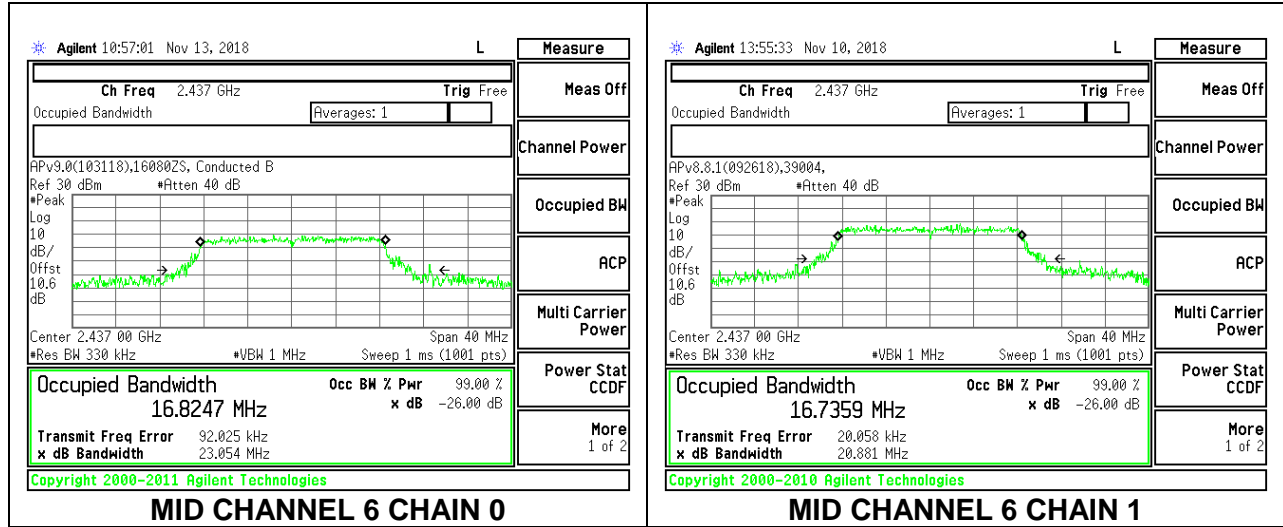 Agilent 10:57:01 Nov 13, 2018 L
Measure
Ch Freq 2.437 GHz Trig Free
Occupied Bandwidth Averages: 1
APv9.0(103118),16080ZS, Conducted B
Ref 30 dBm #Atten 40 dB
#Peak
Log
10
dB/
Offst
10.6
dB
Center 2.437 00 GHz Span 40 MHz
#Res BW 330 kHz #VBW 1 MHz Sweep 1 ms (1001 pts)
Occupied Bandwidth Occ BW % Pwr 99.00 %
16.8247 MHz x dB -26.00 dB
Transmit Freq Error 92.025 kHz
x dB Bandwidth 23.054 MHz
Copyright 2000-2011 Agilent Technologies
Meas Off
Channel Power
Occupied BW
ACP
Multi Carrier
Power
Power Stat
CCDF
More
1 of 2
MID CHANNEL 6 CHAIN 0
Agilent 13:55:33 Nov 10, 2018 L
Measure
Ch Freq 2.437 GHz Trig Free
Occupied Bandwidth Averages: 1
APv8.8.1(092618),39004,
Ref 30 dBm #Atten 40 dB
#Peak
Log
10
dB/
Offst
10.6
dB
Center 2.437 00 GHz Span 40 MHz
#Res BW 330 kHz #VBW 1 MHz Sweep 1 ms (1001 pts)
Occupied Bandwidth Occ BW % Pwr 99.00 %
16.7359 MHz x dB -26.00 dB
Transmit Freq Error 20.058 kHz
x dB Bandwidth 20.881 MHz
Copyright 2000-2010 Agilent Technologies
Meas Off
Channel Power
Occupied BW
ACP
Multi Carrier
Power
Power Stat
CCDF
More
1 of 2
MID CHANNEL 6 CHAIN 1